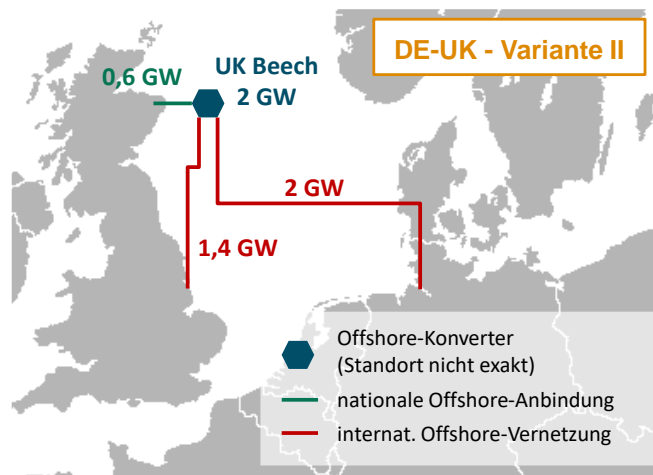 DE-UK - Variante II
0,6 GW
UK Beech
2 GW
2 GW
1,4 GW
Offshore-Konverter
(Standort nicht exakt)
nationale Offshore-Anbindung
internat. Offshore-Vernetzung